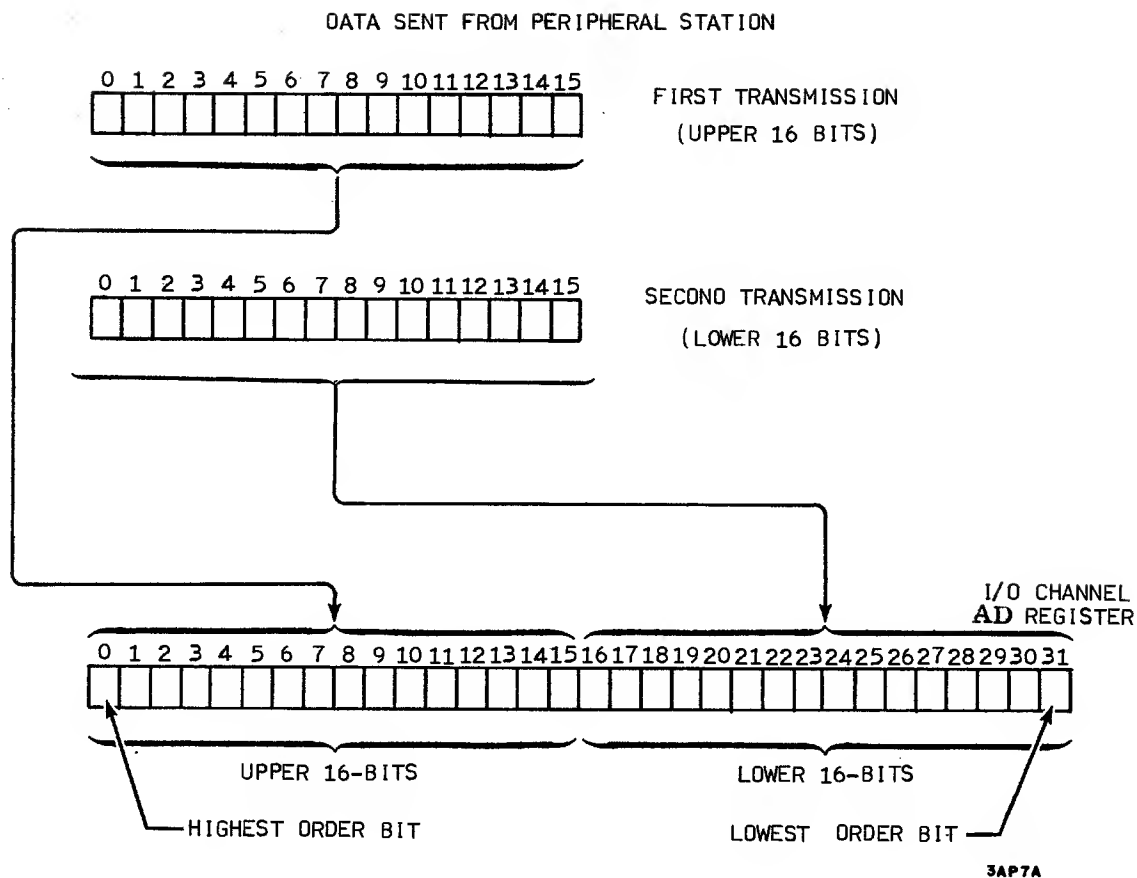 DATA SENT FROM PERIPHERAL STATION
0 1 2 3 4 5 6 7 8 9 10 11 12 13 14 15
FIRST TRANSMISSION
(UPPER 16 BITS)
0 1 2 3 4 5 6 7 8 9 10 11 12 13 14 15
SECOND TRANSMISSION
(LOWER 16 BITS)
I/O CHANNEL
AD REGISTER
0 1 2 3 4 5 6 7 8 9 10 11 12 13 14 15 16 17 18 19 20 21 22 23 24 25 26 27 28 29 30 31
UPPER 16-BITS
LOWER 16-BITS
HIGHEST ORDER BIT
LOWEST ORDER BIT
3AP7A